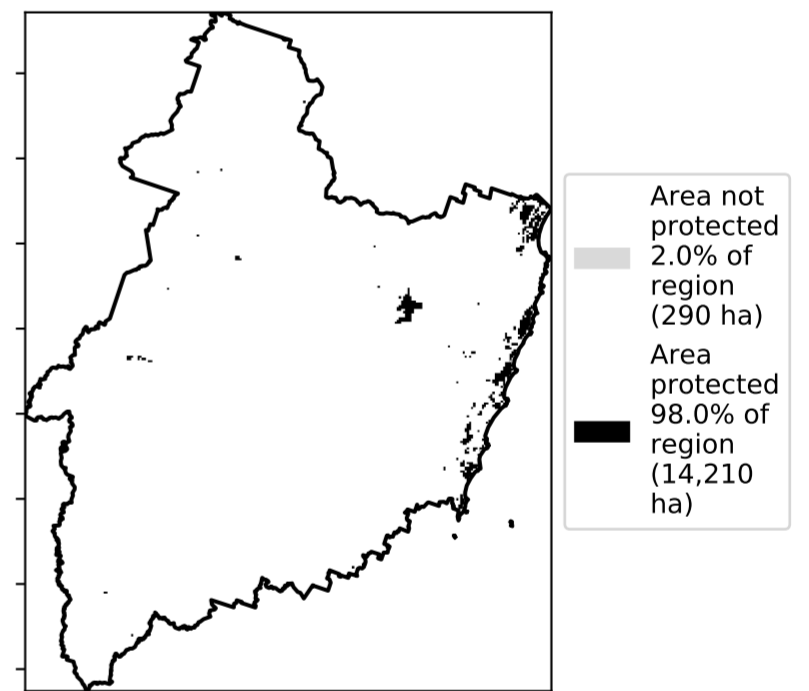 Area not
protected
2.0% of
region
(290 ha)
Area
protected
98.0% of
region
(14,210
ha)